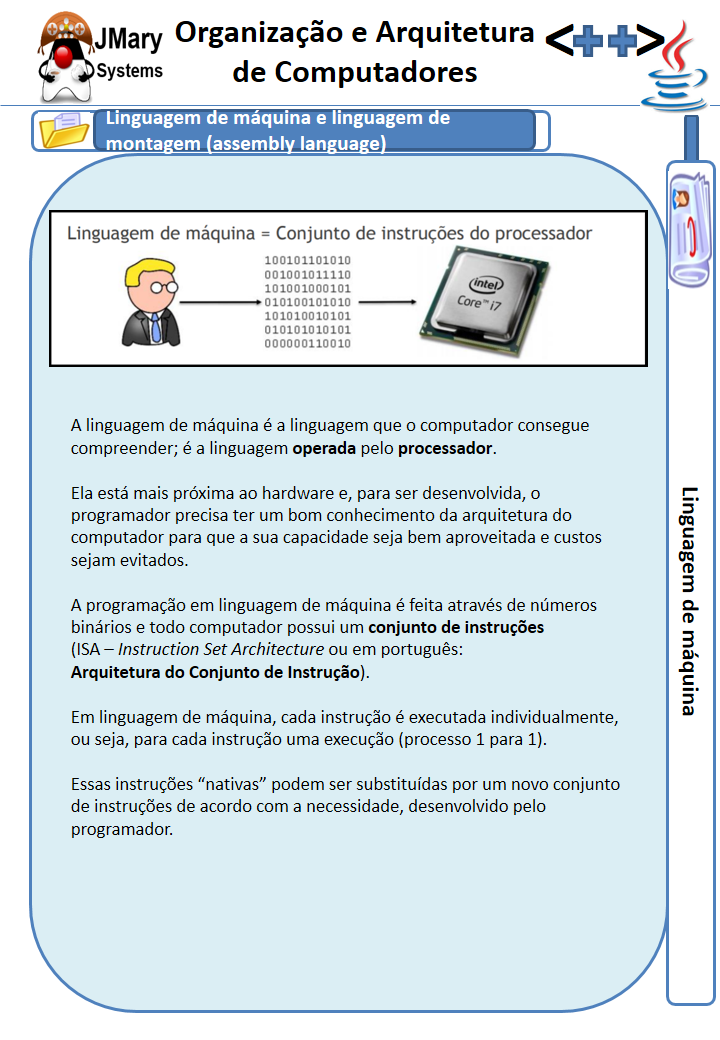 JMary
Systems
Organização e Arquitetura
de Computadores
<++>
Linguagem de máquina e linguagem de
montagem (assembly language)
Linguagem de máquina = Conjunto de instruções do processador
100101101010
001001011110
101001000101
010100101010
101010010101
010101010101
000000110010
intel
Core™ i7
A linguagem de máquina é a linguagem que o computador consegue
compreender; é a linguagem operada pelo processador.
Ela está mais próxima ao hardware e, para ser desenvolvida, o
programador precisa ter um bom conhecimento da arquitetura do
computador para que a sua capacidade seja bem aproveitada e custos
sejam evitados.
A programação em linguagem de máquina é feita através de números
binários e todo computador possui um conjunto de instruções
(ISA – Instruction Set Architecture ou em português:
Arquitetura do Conjunto de Instrução).
Em linguagem de máquina, cada instrução é executada individualmente,
ou seja, para cada instrução uma execução (processo 1 para 1).
Essas instruções “nativas” podem ser substituídas por um novo conjunto
de instruções de acordo com a necessidade, desenvolvido pelo
programador.
Linguagem de máquina